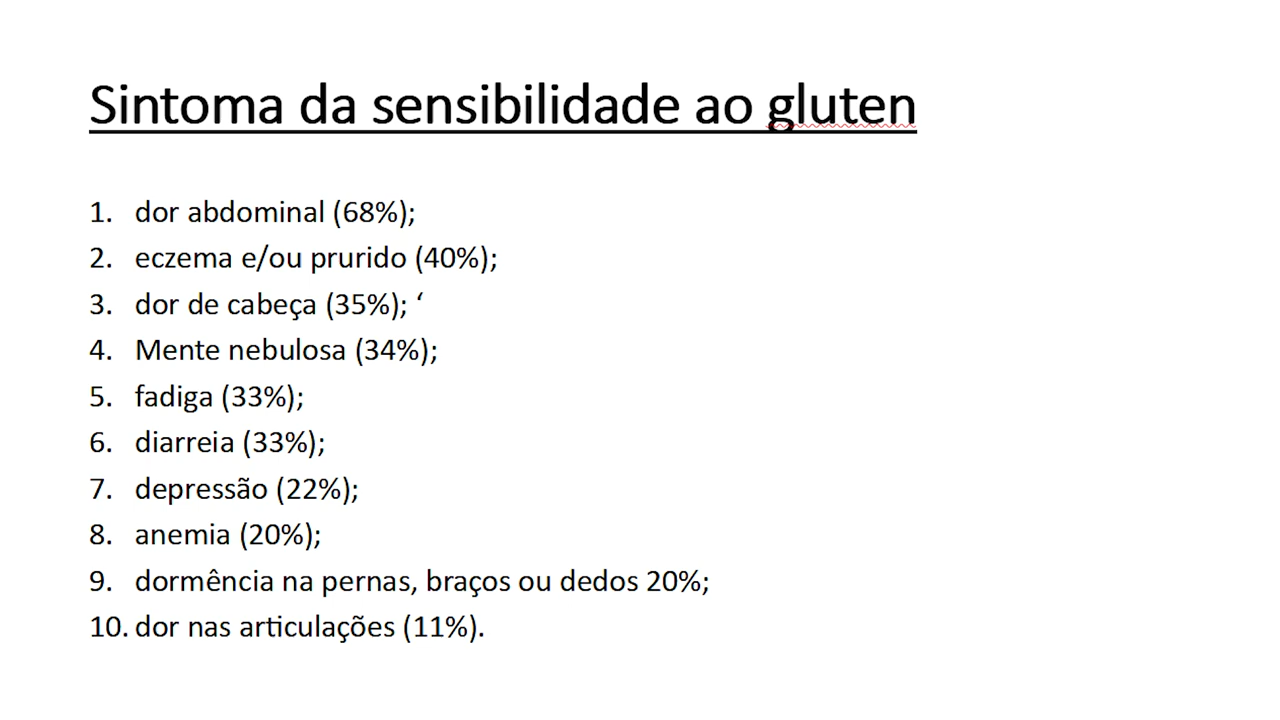 Sintoma da sensibilidade ao gluten
1. dor abdominal (68%);
2. eczema e/ou prurido (40%);
3. dor de cabeça (35%); ‘
4. Mente nebulosa (34%);
5. fadiga (33%);
6. diarreia (33%);
7. depressão (22%);
8. anemia (20%);
9. dormência na pernas, braços ou dedos 20%;
10. dor nas articulações (11%).